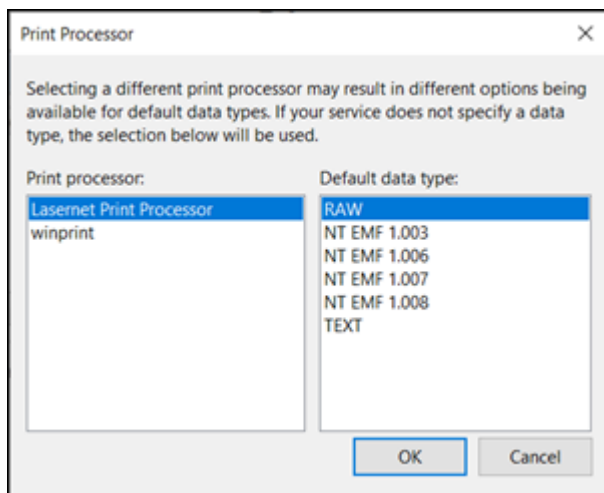 Print Processor
Selecting a different print processor may result in different options being
available for default data types. If your service does not specify a data
type, the selection below will be used.
Print processor:
Lasernet Print Processor
winprint
Default data type:
RAW
NT EMF 1.003
NT EMF 1.006
NT EMF 1.007
NT EMF 1.008
TEXT
OK
Cancel